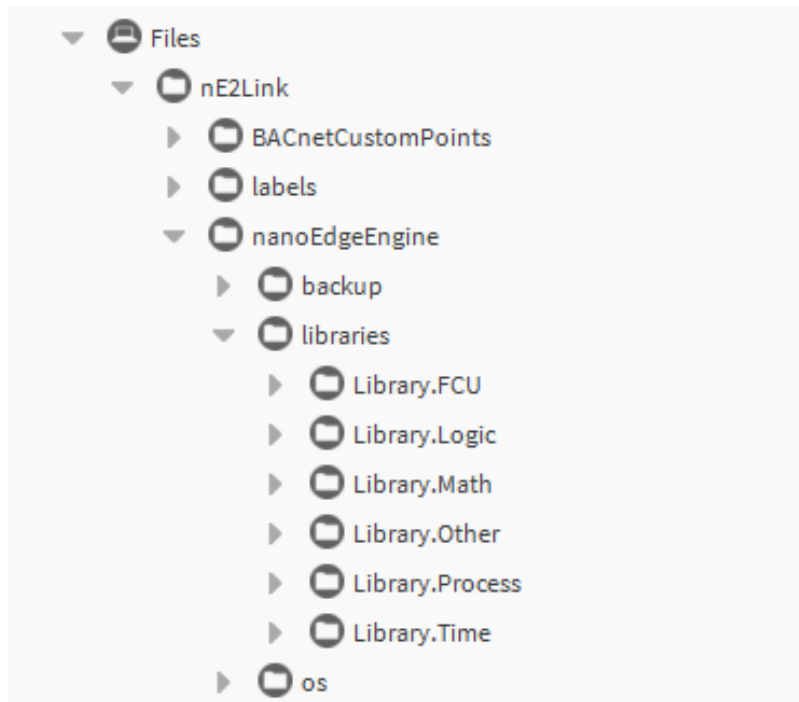 Files
nE2Link
BACnetCustomPoints
labels
nanoEdgeEngine
backup
libraries
Library.FCU
Library.Logic
Library.Math
Library.Other
Library.Process
Library.Time
os